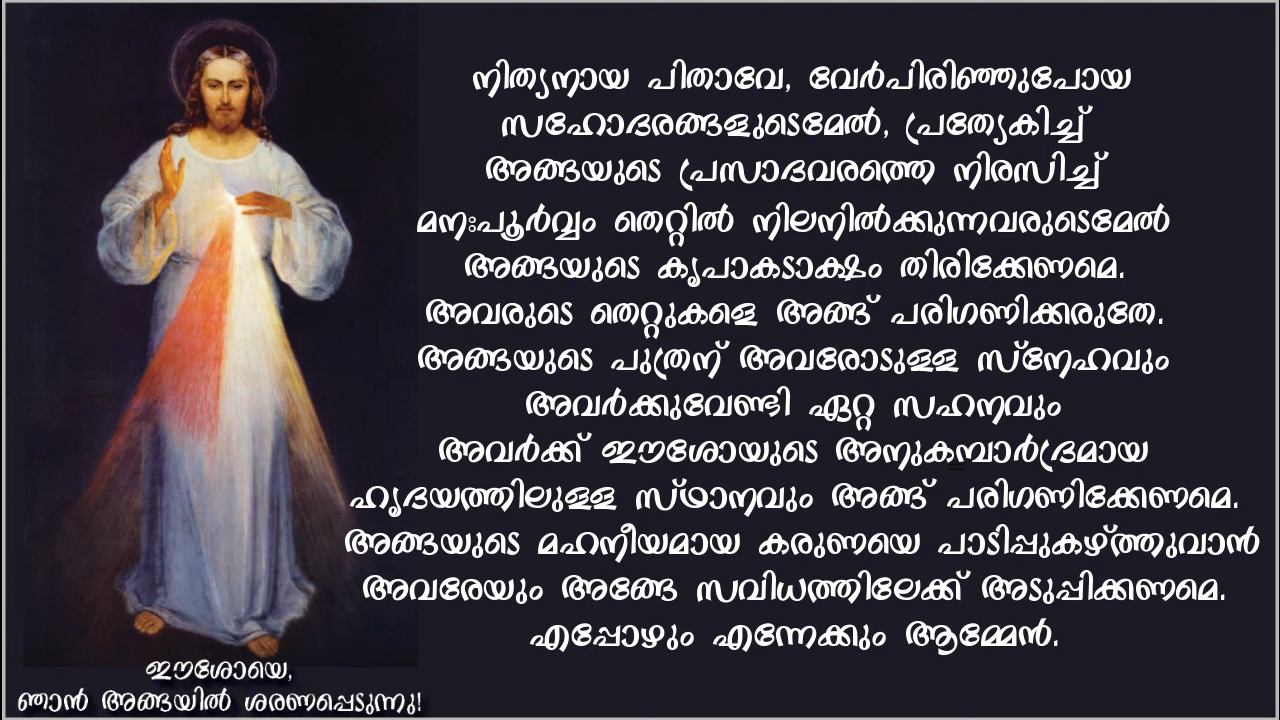 നിത്യനായ പിതാവേ, വേർപിരിഞ്ഞുപോയ
സഹോദരങ്ങളുടെമേൽ, പ്രത്യേകിച്ച്
അങ്ങയുടെ പ്രസാദവരത്തെ നിരസിച്ച്
മനഃപൂർവ്വം തെറ്റിൽ നിലനിൽക്കുന്നവരുടെമേൽ
അങ്ങയുടെ കൃപാകടാക്ഷം തിരിക്കേണമെ.
അവരുടെ തെറ്റുകളെ അങ്ങ് പരിഗണിക്കരുതേ.
അങ്ങയുടെ പുത്രന് അവരോടുള്ള സ്നേഹവും
അവർക്കുവേണ്ടി ഏറ്റ സഹനവും
അവർക്ക് ഈശോയുടെ അനുകമ്പാർദ്രമായ
ഹൃദയത്തിലുള്ള സ്ഥാനവും അങ്ങ് പരിഗണിക്കേണമെ.
അങ്ങയുടെ മഹനീയമായ കരുണയെ പാടിപ്പുകഴ്ത്തുവാൻ
അവരേയും അങ്ങേ സവിധത്തിലേക്ക് അടുപ്പിക്കണമെ.
എപ്പോഴും എന്നേക്കും ആമ്മേൻ.
ഈശോയെ,
ഞാൻ അങ്ങയിൽ ശരണപ്പെടുന്നു!